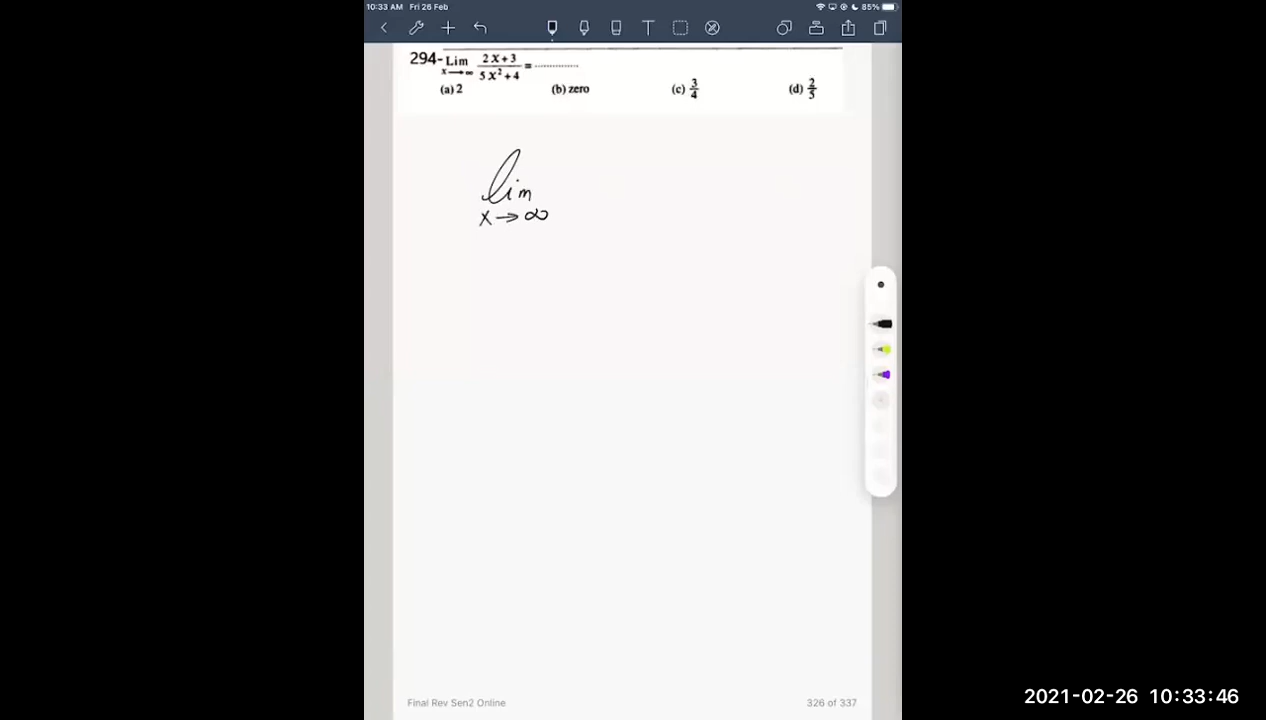 10:33 AM Fri 26 Feb 85%
294- Lim x→∞ (2x+3)/(5x²+4) = ..............
(a) 2 (b) zero (c) 3/4 (d) 2/5
lim
x→∞
Final Rev Sen2 Online 326 of 337
2021-02-26 10:33:46